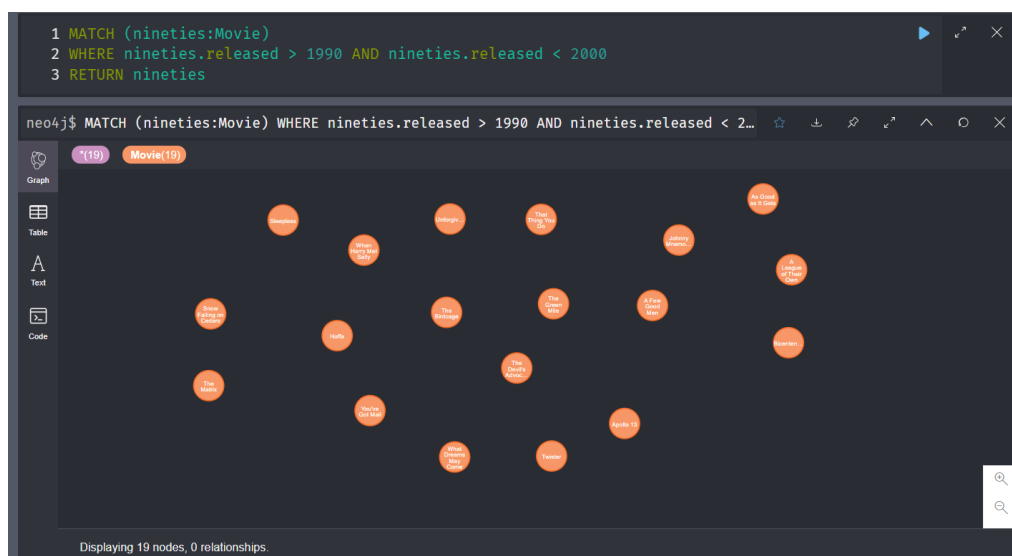 1 MATCH (nineties:Movie)
2 WHERE nineties.released > 1990 AND nineties.released < 2000
3 RETURN nineties
neo4j$ MATCH (nineties:Movie) WHERE nineties.released > 1990 AND nineties.released < 2…
*(19) Movie(19)
Graph
Table
A
Text
Code
As Good
as It Gets
Sleepless
Unforgiv...
That
Thing You
Do
When
Harry Met
Sally
Johnny
Mnemo...
A
League
of Their
Own
Snow
Falling on
Cedars
The
Birdcage
The
Green
Mile
A Few
Good
Men
Hoffa
Bicenten...
The
Devil's
Advoc...
The
Matrix
You've
Got Mail
Apollo 13
What
Dreams
May
Come
Twister
Displaying 19 nodes, 0 relationships.